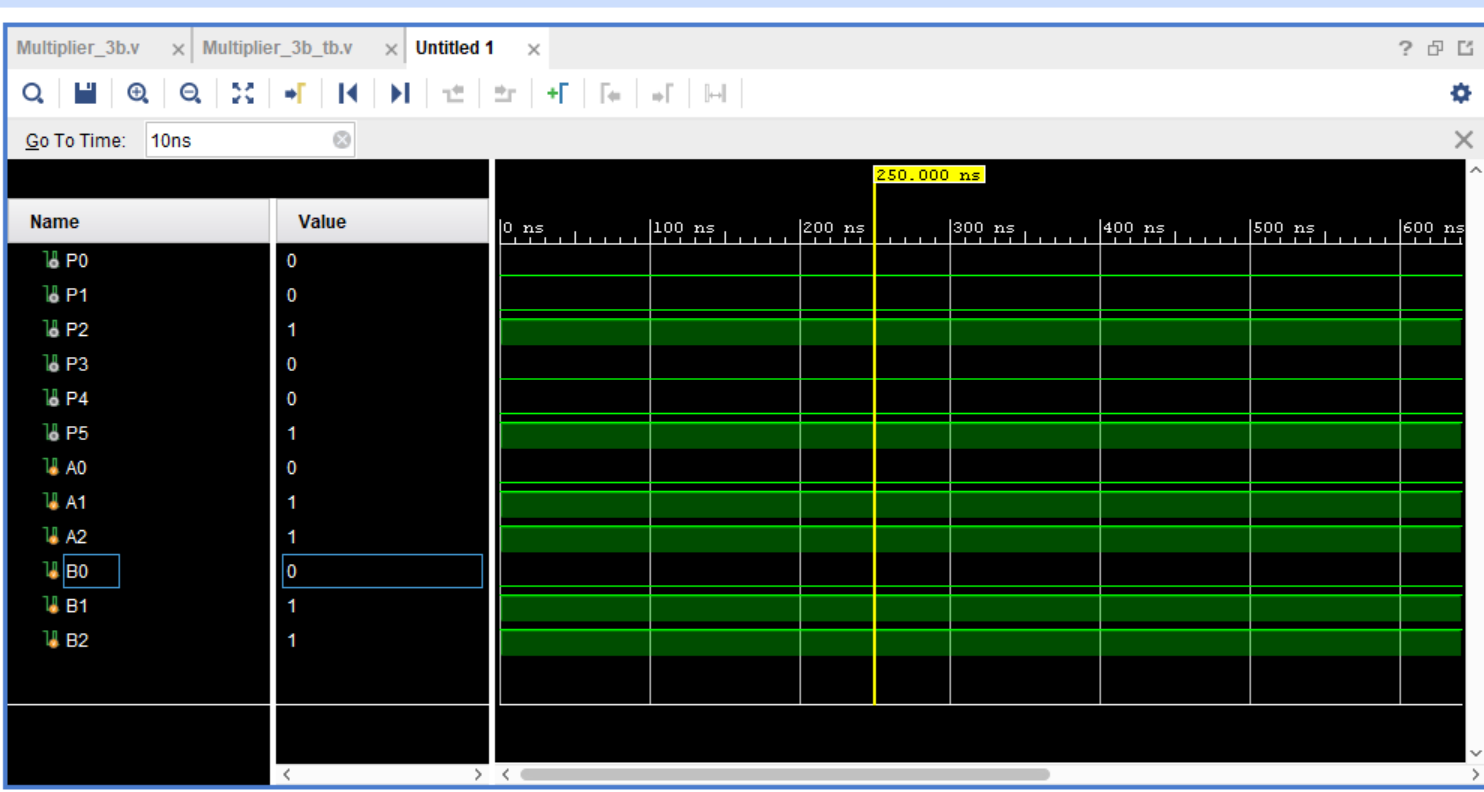 Multiplier_3b.v × Multiplier_3b_tb.v × Untitled 1 × ?
Go To Time: 10ns
250.000 ns
Name Value 0 ns 100 ns 200 ns 300 ns 400 ns 500 ns 600 ns
P0 0
P1 0
P2 1
P3 0
P4 0
P5 1
A0 0
A1 1
A2 1
B0 0
B1 1
B2 1